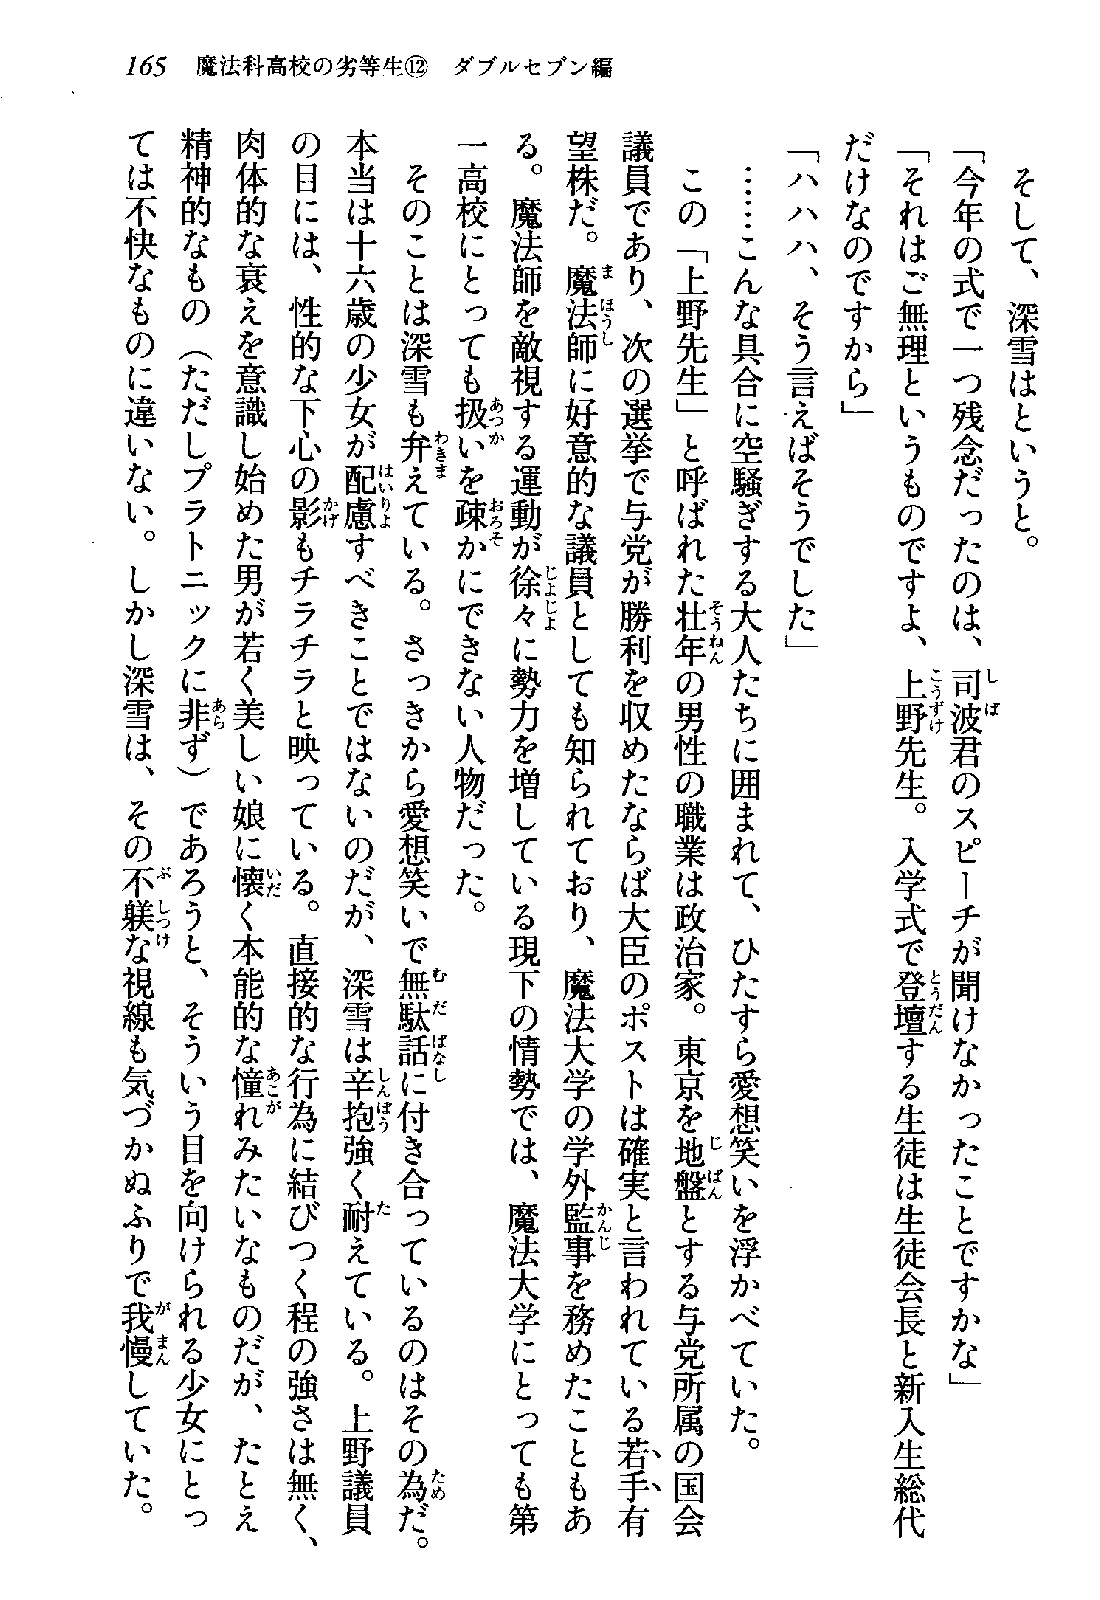 165　魔法科高校の劣等生⑫　ダブルセブン編
　そして、深雪はというと。
「今年の式で一つ残念だったのは、司波君のスピーチが聞けなかったことですかな」
「それはご無理というものですよ、上野先生。入学式で登壇する生徒は生徒会長と新入生総代
だけなのですから」
「ハハハ、そう言えばそうでした」
　……こんな具合に空騒ぎする大人たちに囲まれて、ひたすら愛想笑いを浮かべていた。
　この「上野先生」と呼ばれた壮年の男性の職業は政治家。東京を地盤とする与党所属の国会
議員であり、次の選挙で与党が勝利を収めたならば大臣のポストは確実と言われている若手有
望株だ。魔法師に好意的な議員としても知られており、魔法大学の学外監事を務めたこともあ
る。魔法師を敵視する運動が徐々に勢力を増している現下の情勢では、魔法大学にとっても第
一高校にとっても扱いを疎かにできない人物だった。
　そのことは深雪も弁えている。さっきから愛想笑いで無駄話に付き合っているのはその為だ。
本当は十六歳の少女が配慮すべきことではないのだが、深雪は辛抱強く耐えている。上野議員
の目には、性的な下心の影もチラチラと映っている。直接的な行為に結びつく程の強さは無く、
肉体的な衰えを意識し始めた男が若く美しい娘に懐く本能的な憧れみたいなものだが、たとえ
精神的なもの（ただしプラトニックに非ず）であろうと、そういう目を向けられる少女にとっ
ては不快なものに違いない。しかし深雪は、その不躾な視線も気づかぬふりで我慢していた。